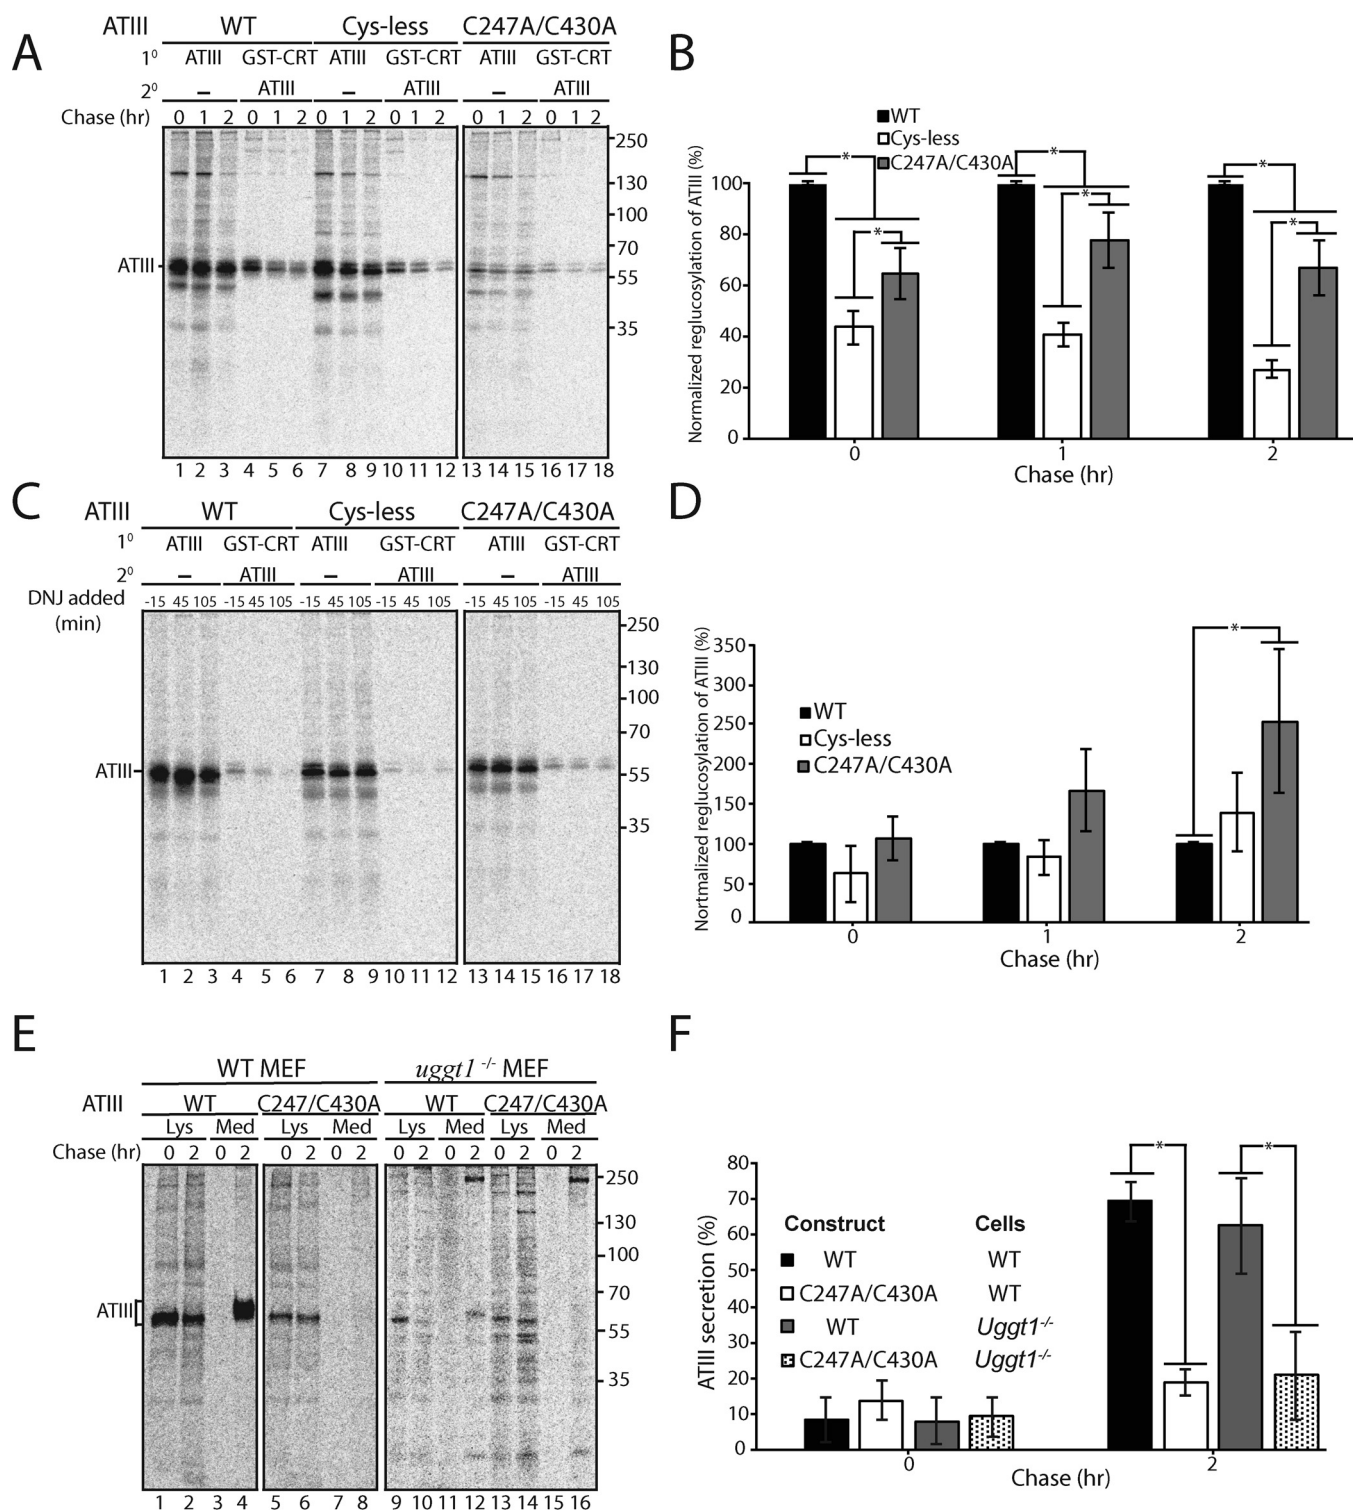 A
ATIII WT Cys-less C247A/C430A
1⁰ ATIII GST-CRT ATIII GST-CRT ATIII GST-CRT
2⁰ – ATIII – ATIII – ATIII
Chase (hr) 0 1 2 0 1 2 0 1 2 0 1 2 0 1 2 0 1 2
250
130
100
70
ATIII
55
35
1 2 3 4 5 6 7 8 9 10 11 12 13 14 15 16 17 18
B
Normalized reglucosylation of ATIII (%)
WT
Cys-less
C247A/C430A
* * *
* * *
100
80
60
40
20
0
0 1 2
Chase (hr)
C
ATIII WT Cys-less C247A/C430A
1⁰ ATIII GST-CRT ATIII GST-CRT ATIII GST-CRT
2⁰ – ATIII – ATIII – ATIII
DNJ added -15 45 105 -15 45 105 -15 45 105 -15 45 105 -15 45 105 -15 45 105
(min)
250
130
100
70
ATIII
55
35
1 2 3 4 5 6 7 8 9 10 11 12 13 14 15 16 17 18
D
Nortmalized reglucosylation of ATIII (%)
*
WT
Cys-less
C247A/C430A
350
300
250
200
150
100
50
0
0 1 2
Chase (hr)
E
WT MEF uggt1 -/- MEF
ATIII WT C247/C430A WT C247/C430A
Lys Med Lys Med Lys Med Lys Med
Chase (hr) 0 2 0 2 0 2 0 2 0 2 0 2 0 2 0 2
250
130
100
70
ATIII
55
35
1 2 3 4 5 6 7 8 9 10 11 12 13 14 15 16
F
ATIII secretion (%)
* *
Construct Cells
WT WT
C247A/C430A WT
WT Uggt1-/-
C247A/C430A Uggt1-/-
80
70
60
50
40
30
20
10
0
0 2
Chase (hr)